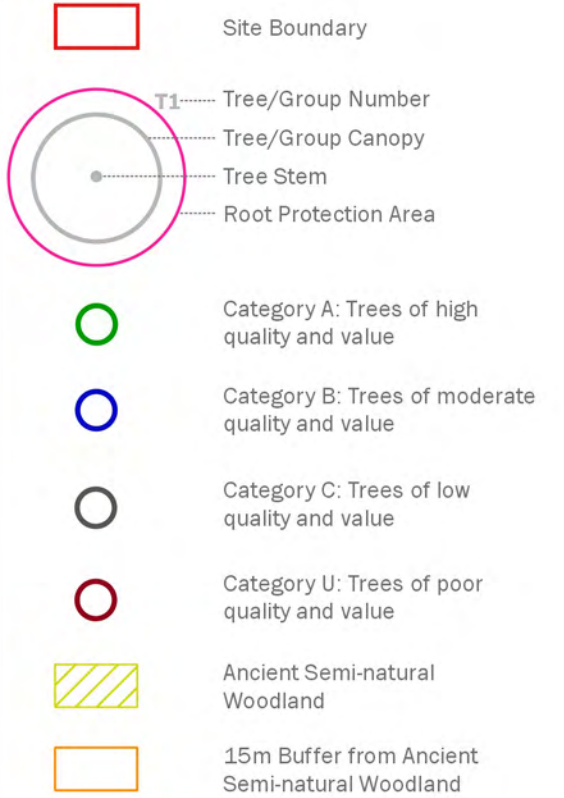 Site Boundary
T1
Tree/Group Number
Tree/Group Canopy
Tree Stem
Root Protection Area
Category A: Trees of high
quality and value
Category B: Trees of moderate
quality and value
Category C: Trees of low
quality and value
Category U: Trees of poor
quality and value
Ancient Semi-natural
Woodland
15m Buffer from Ancient
Semi-natural Woodland